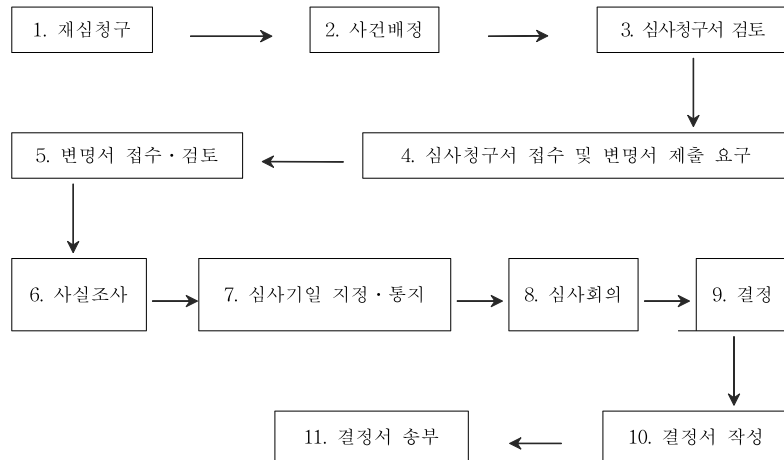 1. 재심청구
2. 사건배정
3. 심사청구서 검토
4. 심사청구서 접수 및 변명서 제출 요구
5. 변명서 접수·검토
6. 사실조사
7. 심사기일 지정·통지
8. 심사회의
9. 결정
10. 결정서 작성
11. 결정서 송부